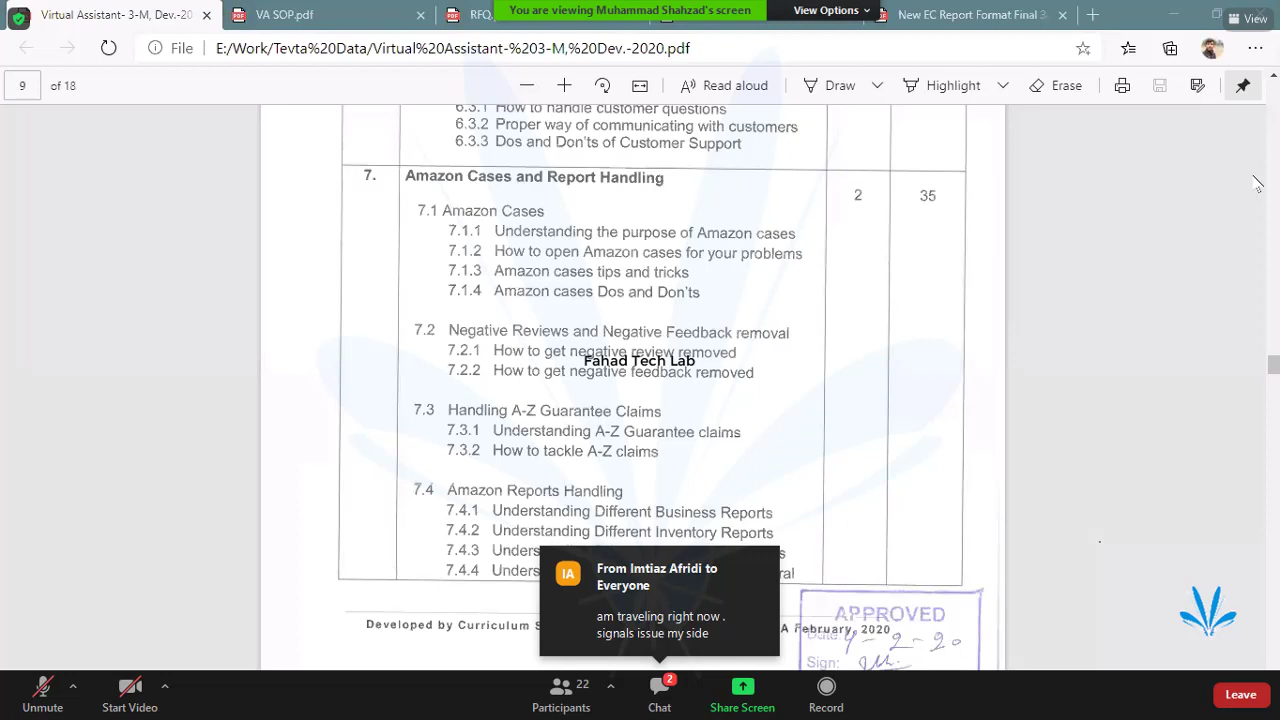 Virtual Assistant 3-M, Dev.-20
VA SOP.pdf
RFQ
You are viewing Muhammad Shahzad's screen
View Options
New EC Report Format Final 3
View
File
E:/Work/Tevta%20Data/Virtual%20Assistant-%203-M,%20Dev.-2020.pdf
9 of 18
Read aloud
Draw
Highlight
Erase
6.3.1 How to handle customer questions
6.3.2 Proper way of communicating with customers
6.3.3 Dos and Don'ts of Customer Support
7. Amazon Cases and Report Handling 2 35
7.1 Amazon Cases
7.1.1 Understanding the purpose of Amazon cases
7.1.2 How to open Amazon cases for your problems
7.1.3 Amazon cases tips and tricks
7.1.4 Amazon cases Dos and Don'ts
7.2 Negative Reviews and Negative Feedback removal
7.2.1 How to get negative review removed
Fahad Tech Lab
7.2.2 How to get negative feedback removed
7.3 Handling A-Z Guarantee Claims
7.3.1 Understanding A-Z Guarantee claims
7.3.2 How to tackle A-Z claims
7.4 Amazon Reports Handling
7.4.1 Understanding Different Business Reports
7.4.2 Understanding Different Inventory Reports
7.4.3 Unders s
7.4.4 Unders ral
IA
From Imtiaz Afridi to
Everyone
am traveling right now .
signals issue my side
Developed by Curriculum S A February, 2020
APPROVED
Date: 4-2-20
Sign:
Unmute
Start Video
Participants 22
Chat 2
Share Screen
Record
Leave